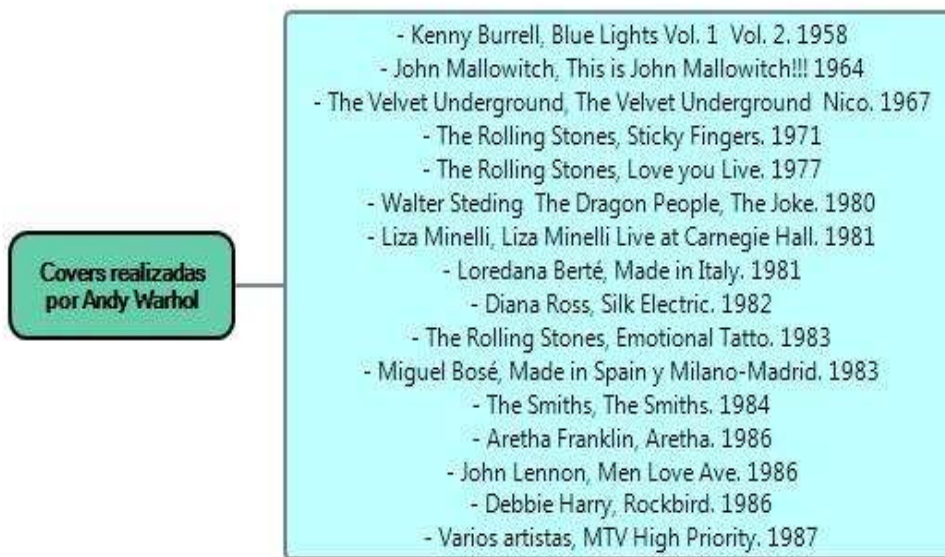 Covers realizadas
por Andy Warhol
- Kenny Burrell, Blue Lights Vol. 1 Vol. 2. 1958
- John Mallowitch, This is John Mallowitch!!! 1964
- The Velvet Underground, The Velvet Underground Nico. 1967
- The Rolling Stones, Sticky Fingers. 1971
- The Rolling Stones, Love you Live. 1977
- Walter Steding The Dragon People, The Joke. 1980
- Liza Minelli, Liza Minelli Live at Carnegie Hall. 1981
- Loredana Berté, Made in Italy. 1981
- Diana Ross, Silk Electric. 1982
- The Rolling Stones, Emotional Tatto. 1983
- Miguel Bosé, Made in Spain y Milano-Madrid. 1983
- The Smiths, The Smiths. 1984
- Aretha Franklin, Aretha. 1986
- John Lennon, Men Love Ave. 1986
- Debbie Harry, Rockbird. 1986
- Varios artistas, MTV High Priority. 1987